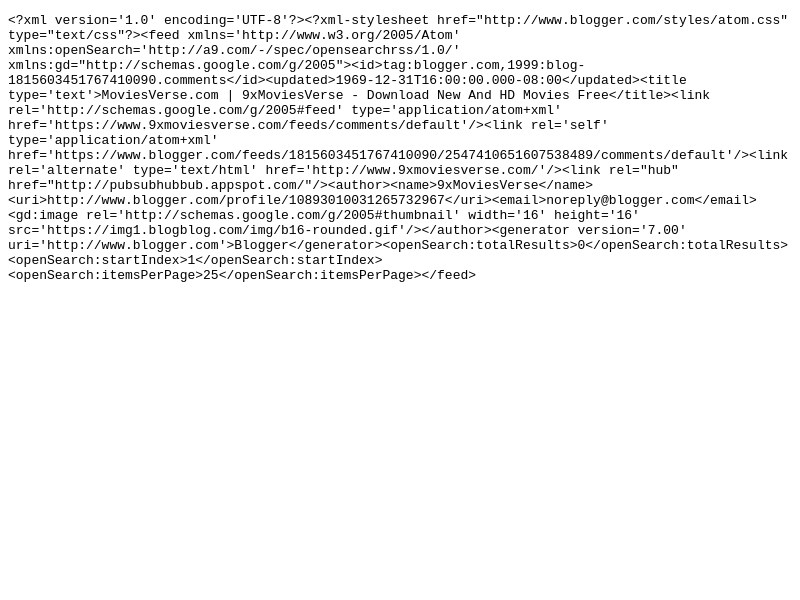 <?xml version='1.0' encoding='UTF-8'?><?xml-stylesheet href="http://www.blogger.com/styles/atom.css"
type="text/css"?><feed xmlns='http://www.w3.org/2005/Atom'
xmlns:openSearch='http://a9.com/-/spec/opensearchrss/1.0/'
xmlns:gd="http://schemas.google.com/g/2005"><id>tag:blogger.com,1999:blog-
1815603451767410090.comments</id><updated>1969-12-31T16:00:00.000-08:00</updated><title
type='text'>MoviesVerse.com | 9xMoviesVerse - Download New And HD Movies Free</title><link
rel='http://schemas.google.com/g/2005#feed' type='application/atom+xml'
href='https://www.9xmoviesverse.com/feeds/comments/default'/><link rel='self'
type='application/atom+xml'
href='https://www.blogger.com/feeds/1815603451767410090/2547410651607538489/comments/default'/><link
rel='alternate' type='text/html' href='http://www.9xmoviesverse.com/'/><link rel="hub"
href="http://pubsubhubbub.appspot.com/"/><author><name>9xMoviesVerse</name>
<uri>http://www.blogger.com/profile/10893010031265732967</uri><email>noreply@blogger.com</email>
<gd:image rel='http://schemas.google.com/g/2005#thumbnail' width='16' height='16'
src='https://img1.blogblog.com/img/b16-rounded.gif'/></author><generator version='7.00'
uri='http://www.blogger.com'>Blogger</generator><openSearch:totalResults>0</openSearch:totalResults>
<openSearch:startIndex>1</openSearch:startIndex>
<openSearch:itemsPerPage>25</openSearch:itemsPerPage></feed>